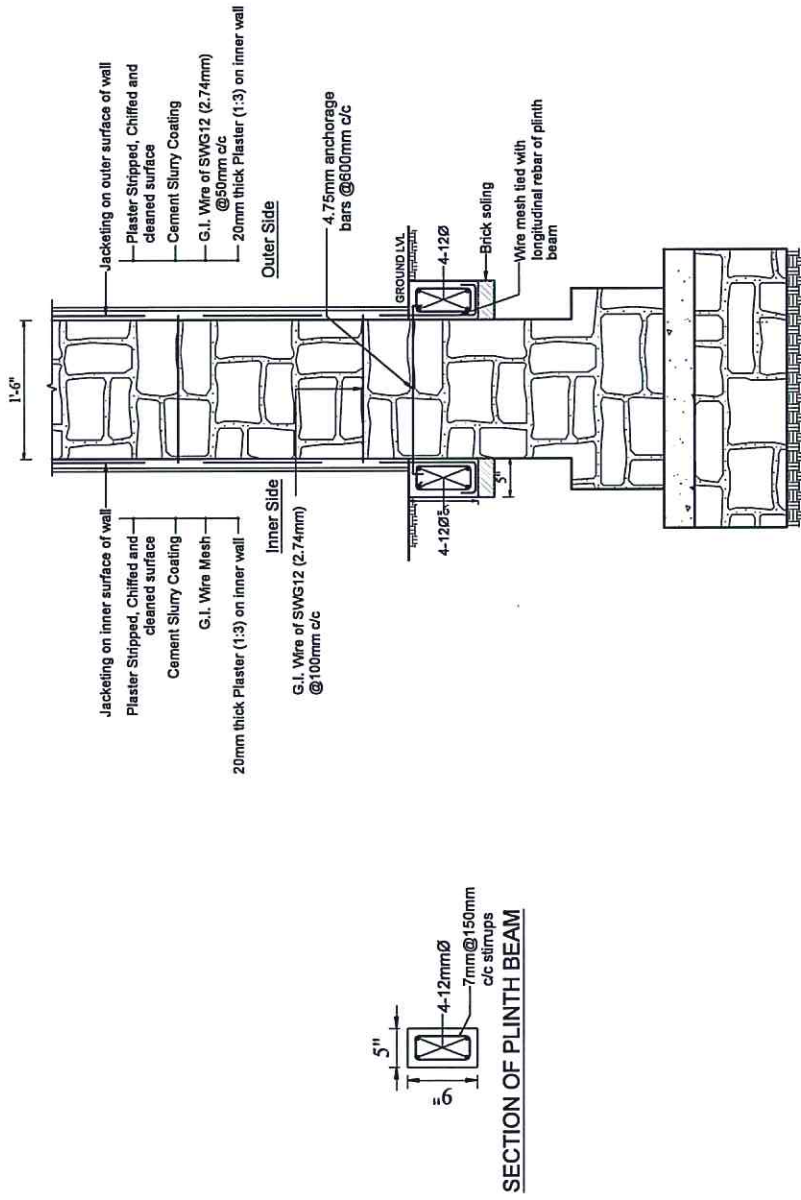 1'-6"
Jacketing on inner surface of wall
Plaster Stripped, Chiffed and
cleaned surface
Cement Slurry Coating
G.I. Wire Mesh
20mm thick Plaster (1:3) on inner wall
Inner Side
G.I. Wire of SWG12 (2.74mm)
@100mm c/c
Jacketing on outer surface of wall
Plaster Stripped, Chiffed and
cleaned surface
Cement Slurry Coating
G.I. Wire of SWG12 (2.74mm)
@50mm c/c
20mm thick Plaster (1:3) on inner wall
Outer Side
4.75mm anchorage
bars @600mm c/c
GROUND LVL
4-12Ø
4-12Ø
5"
Brick soling
Wire mesh tied with
longitudinal rebar of plinth
beam
5"
4-12mmØ
7mm@150mm
c/c stirrups
SECTION OF PLINTH BEAM